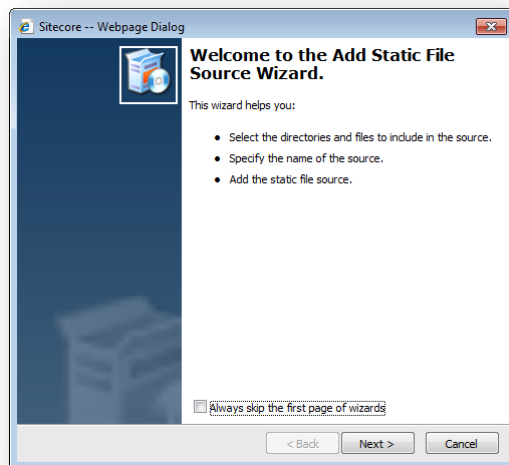 Sitecore -- Webpage Dialog
Welcome to the Add Static File
Source Wizard.
This wizard helps you:
• Select the directories and files to include in the source.
• Specify the name of the source.
• Add the static file source.
Always skip the first page of wizards
< Back Next > Cancel